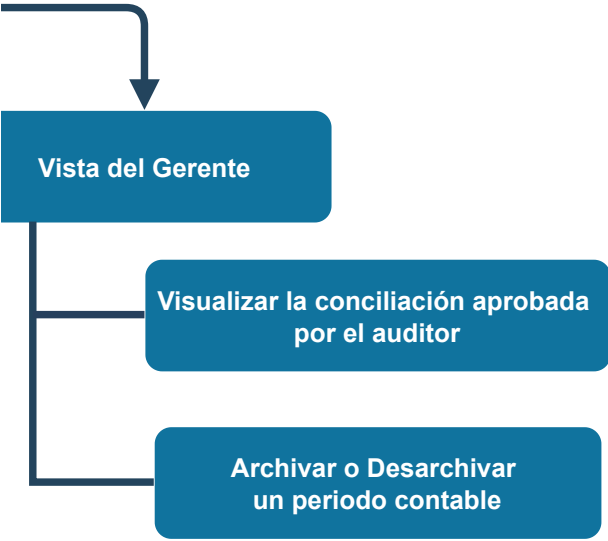 Vista del Gerente
Visualizar la conciliación aprobada
por el auditor
Archivar o Desarchivar
un periodo contable